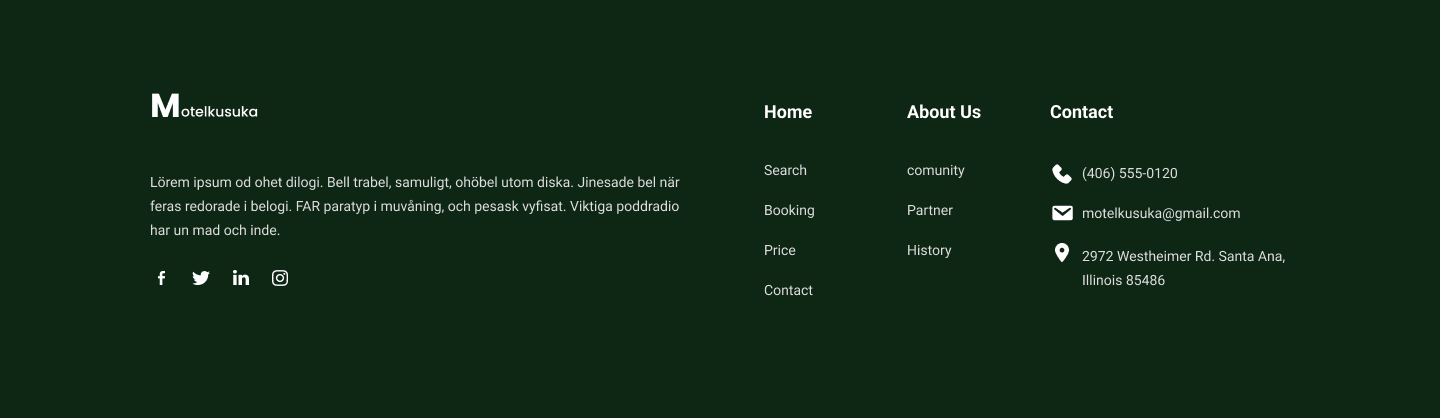 Motelkusuka
Lörem ipsum od ohet dilogi. Bell trabel, samuligt, ohöbel utom diska. Jinesade bel när
feras redorade i belogi. FAR paratyp i muvåning, och pesask vyfisat. Viktiga poddradio
har un mad och inde.
Home
Search
Booking
Price
Contact
About Us
comunity
Partner
History
Contact
(406) 555-0120
motelkusuka@gmail.com
2972 Westheimer Rd. Santa Ana,
Illinois 85486